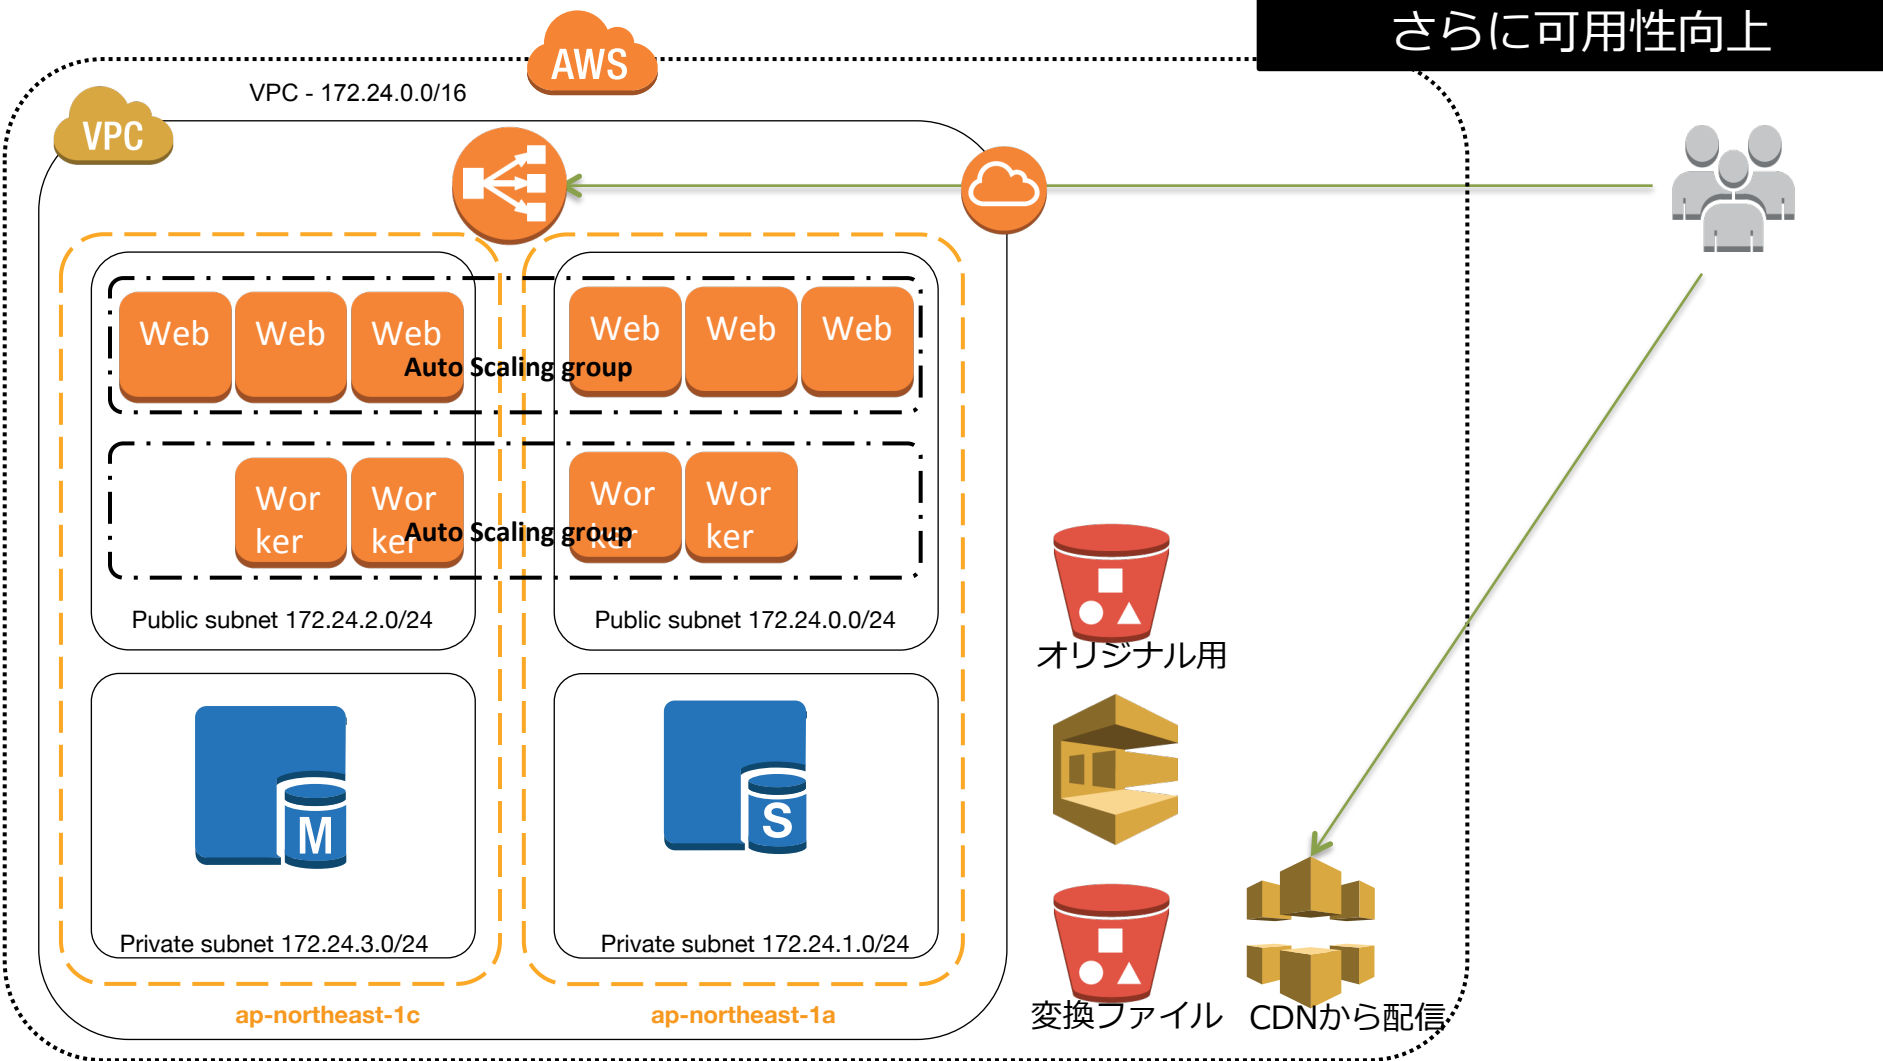 さらに可用性向上
AWS
VPC - 172.24.0.0/16
VPC
Web
Web
Web
Web
Web
Web
Auto Scaling group
Wor
ker
Wor
ker
Wor
ker
Wor
ker
Auto Scaling group
Public subnet 172.24.2.0/24
Public subnet 172.24.0.0/24
オリジナル用
M
S
Private subnet 172.24.3.0/24
Private subnet 172.24.1.0/24
ap-northeast-1c
ap-northeast-1a
変換ファイル
CDNから配信